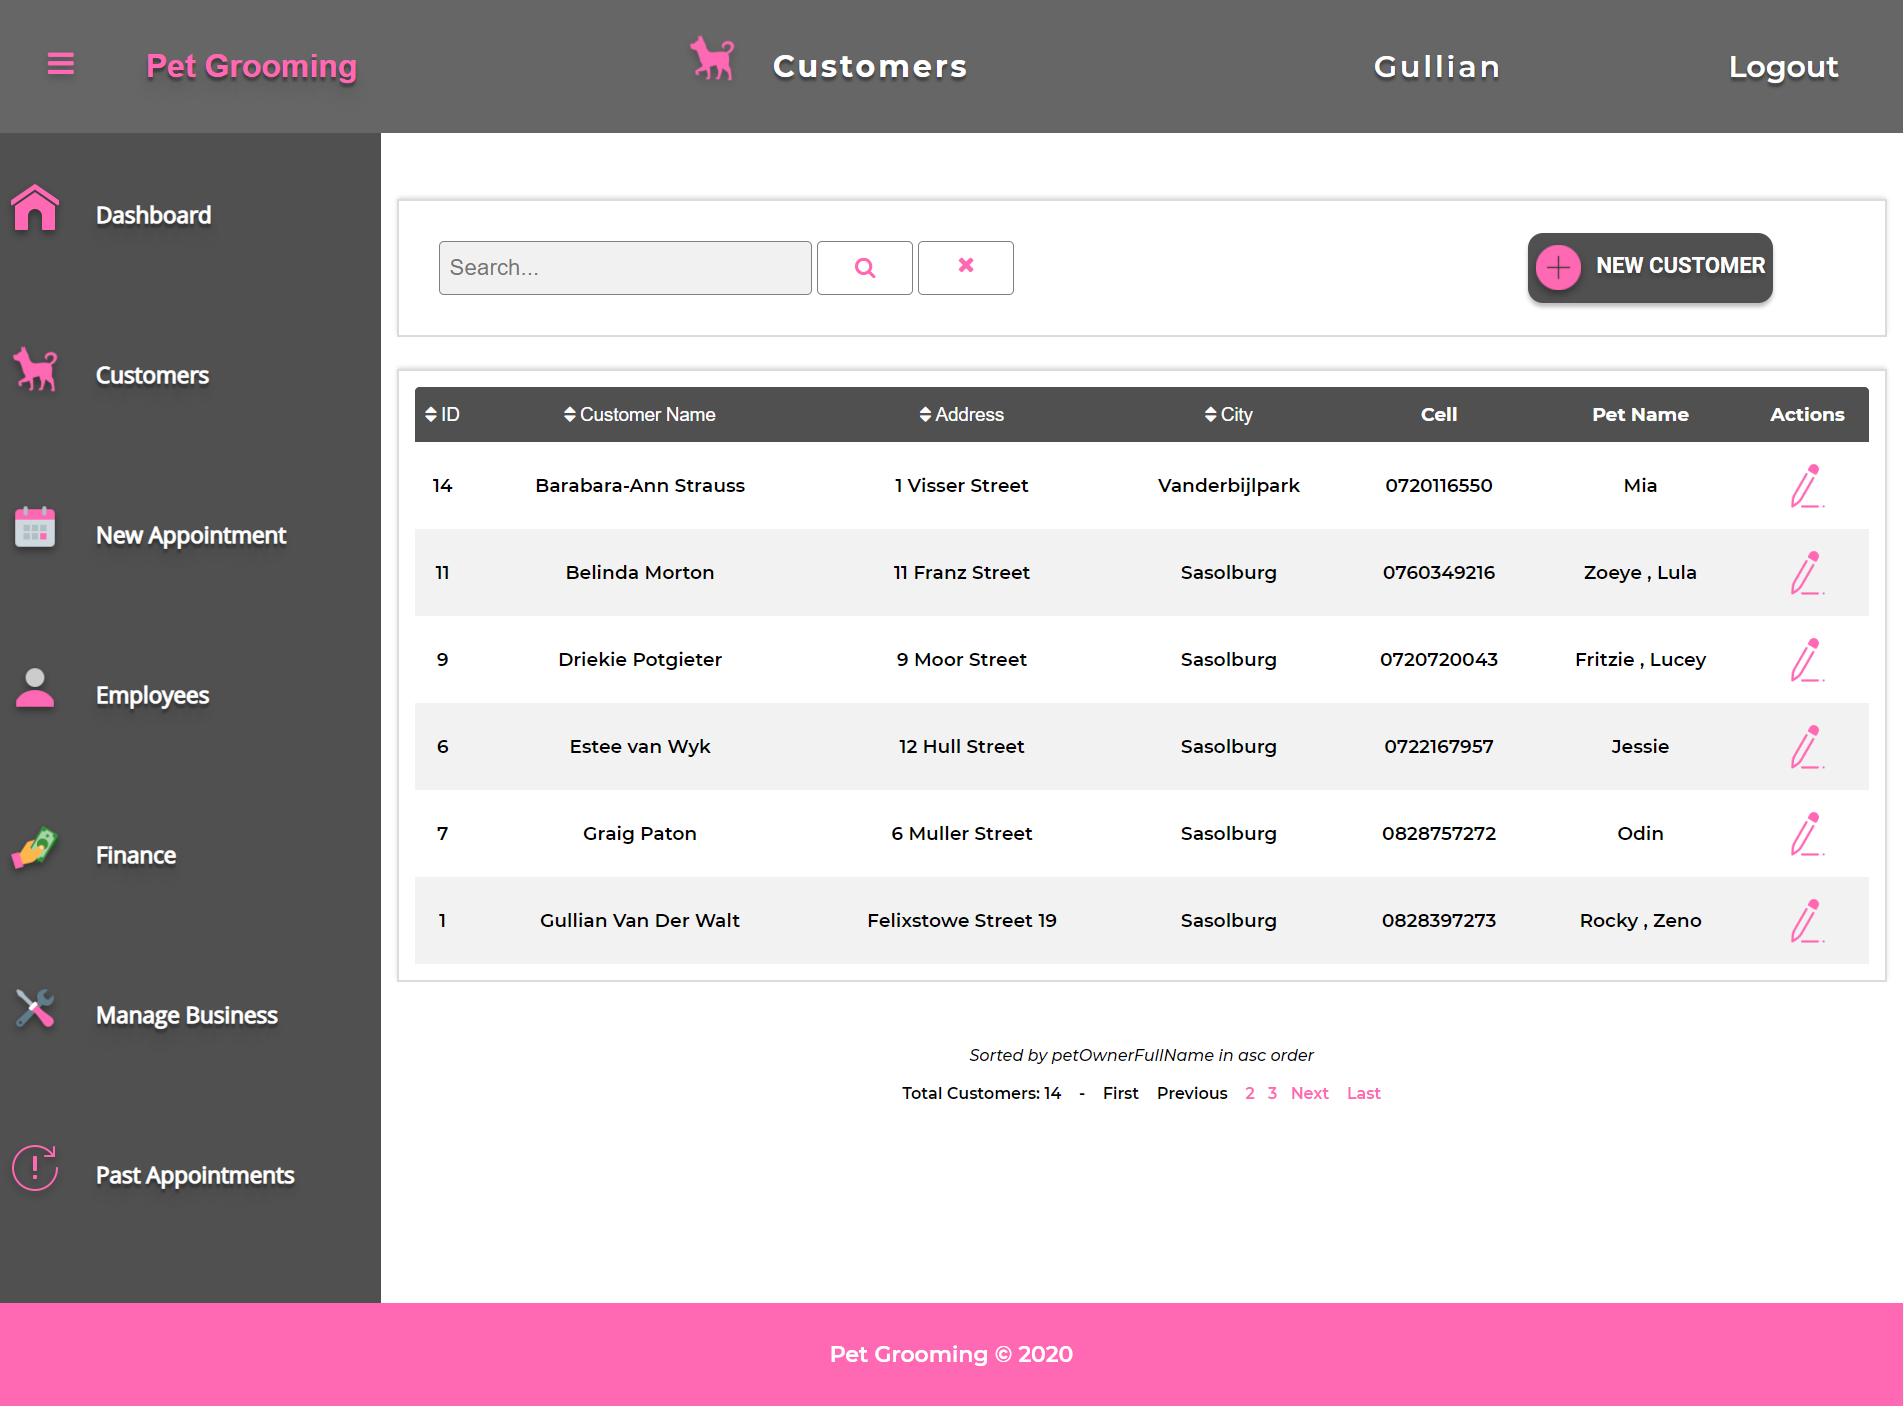 Pet Grooming
Customers
Gullian
Logout
Dashboard
Customers
New Appointment
Employees
Finance
Manage Business
Past Appointments
Search...
NEW CUSTOMER
ID Customer Name Address City Cell Pet Name Actions
14 Barabara-Ann Strauss 1 Visser Street Vanderbijlpark 0720116550 Mia
11 Belinda Morton 11 Franz Street Sasolburg 0760349216 Zoeye , Lula
9 Driekie Potgieter 9 Moor Street Sasolburg 0720720043 Fritzie , Lucey
6 Estee van Wyk 12 Hull Street Sasolburg 0722167957 Jessie
7 Graig Paton 6 Muller Street Sasolburg 0828757272 Odin
1 Gullian Van Der Walt Felixstowe Street 19 Sasolburg 0828397273 Rocky , Zeno
Sorted by petOwnerFullName in asc order
Total Customers: 14 - First Previous 2 3 Next Last
Pet Grooming © 2020